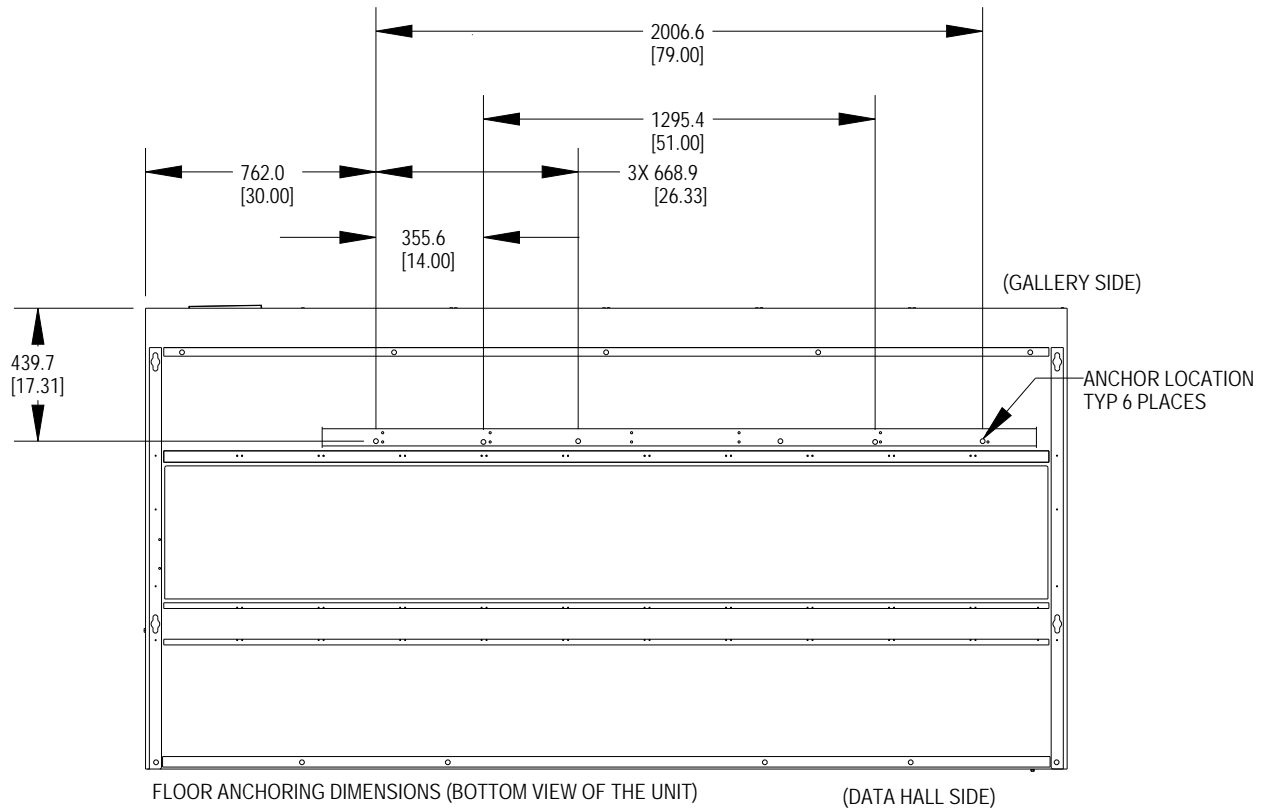 2006.6
[79.00]
1295.4
[51.00]
762.0
[30.00]
3X 668.9
[26.33]
355.6
[14.00]
(GALLERY SIDE)
439.7
[17.31]
ANCHOR LOCATION
TYP 6 PLACES
FLOOR ANCHORING DIMENSIONS (BOTTOM VIEW OF THE UNIT)
(DATA HALL SIDE)